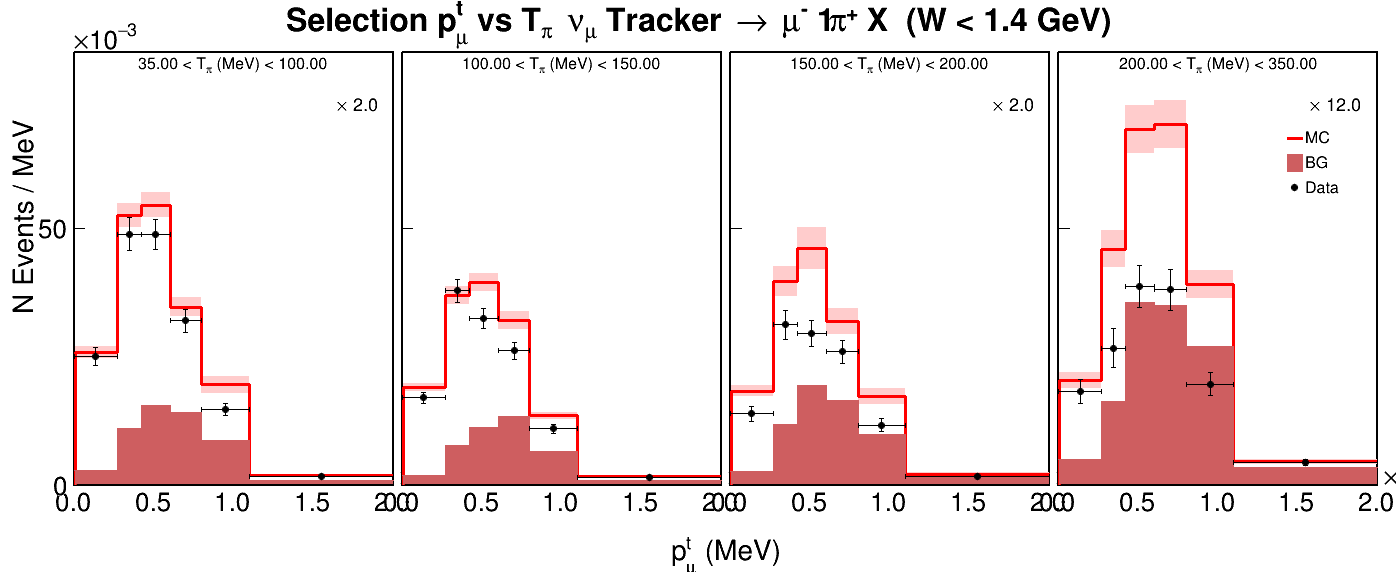 Selection p^t_μ vs T_π ν_μ Tracker → μ^- 1π^+ X (W < 1.4 GeV)
×10^−3
35.00 < T_π (MeV) < 100.00
100.00 < T_π (MeV) < 150.00
150.00 < T_π (MeV) < 200.00
200.00 < T_π (MeV) < 350.00
× 2.0
× 2.0
× 12.0
MC
BG
Data
N Events / MeV
50
0
0.0 0.5 1.0 1.5 2.0
0.0 0.5 1.0 1.5 2.0
0.0 0.5 1.0 1.5 2.0
0.0 0.5 1.0 1.5 2.0
×
p^t_μ (MeV)